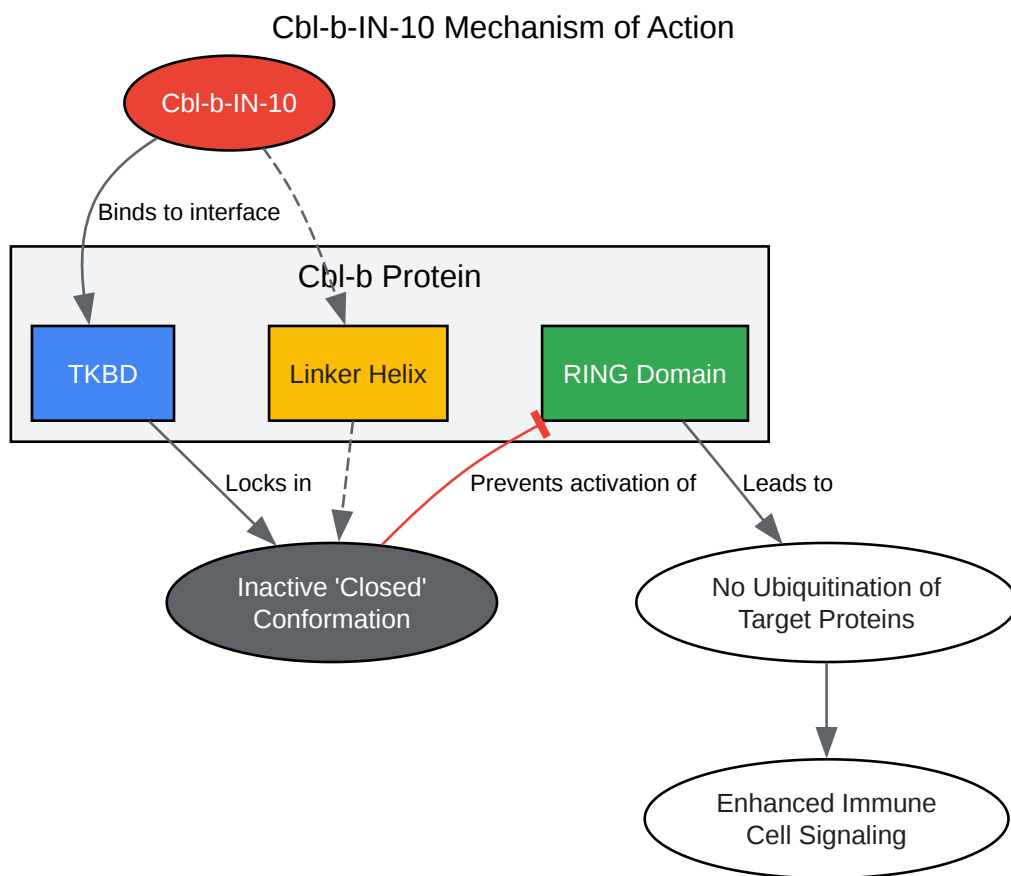 Cbl-b-IN-10 Mechanism of Action
Cbl-b-IN-10
Binds to interface
Cbl-b Protein
TKBD
Linker Helix
RING Domain
Locks in
Prevents activation of
Leads to
Inactive 'Closed'
Conformation
No Ubiquitination of
Target Proteins
Enhanced Immune
Cell Signaling